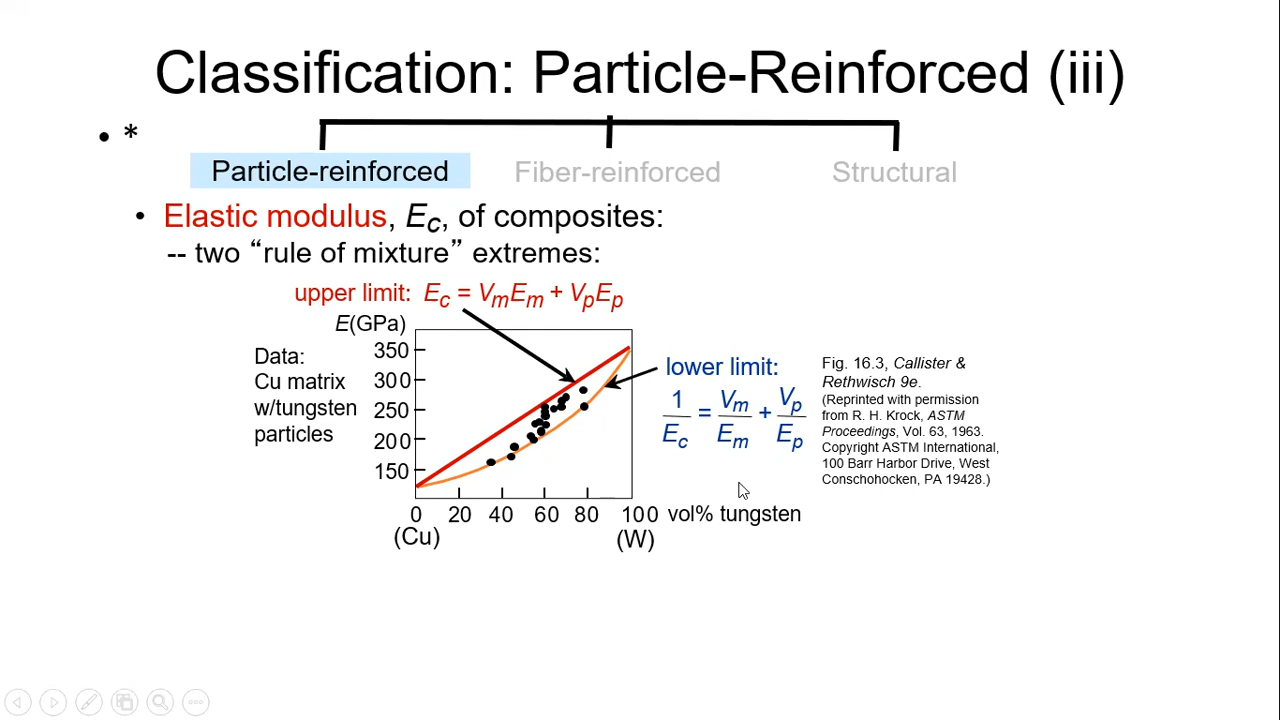 Classification: Particle-Reinforced (iii)
• *
Particle-reinforced
Fiber-reinforced
Structural
• Elastic modulus, Ec, of composites:
-- two “rule of mixture” extremes:
upper limit: Ec = VmEm + VpEp
E(GPa)
Data:
Cu matrix
w/tungsten
particles
350
300
250
200
150
0 20 40 60 80 100 vol% tungsten
(Cu) (W)
lower limit:
1/Ec = Vm/Em + Vp/Ep
Fig. 16.3, Callister &
Rethwisch 9e.
(Reprinted with permission
from R. H. Krock, ASTM
Proceedings, Vol. 63, 1963.
Copyright ASTM International,
100 Barr Harbor Drive, West
Conschohocken, PA 19428.)